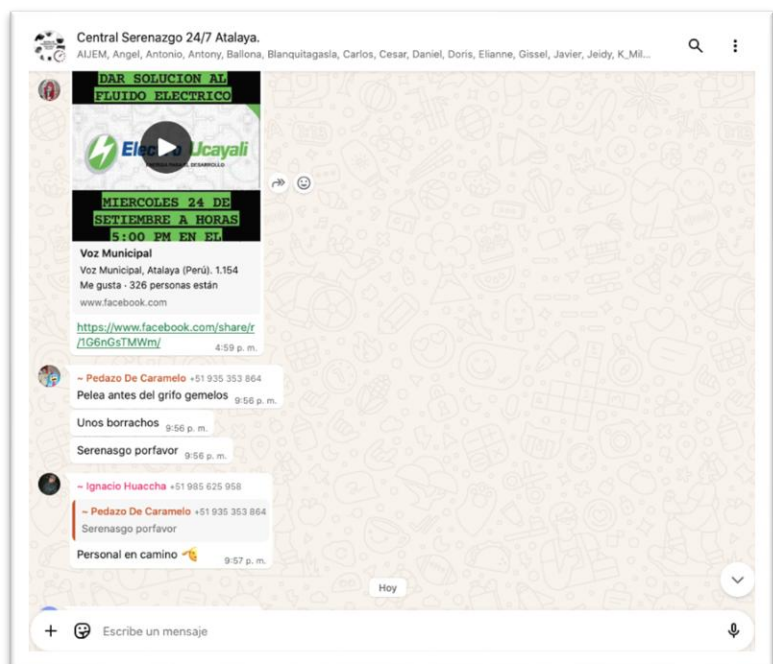 Central Serenazgo 24/7 Atalaya.
AIJEM, Angel, Antonio, Antony, Ballona, Blanquitagasla, Carlos, Cesar, Daniel, Doris, Elianne, Gissel, Javier, Jeidy, K_Mil...
DAR SOLUCION AL
FLUIDO ELECTRICO
Electro Ucayali
MIERCOLES 24 DE
SETIEMBRE A HORAS
5:00 PM EN EL
Voz Municipal
Voz Municipal, Atalaya (Perú). 1.154
Me gusta · 326 personas están
www.facebook.com
https://www.facebook.com/share/r
/1G6nGsTMWm/
4:59 p. m.
~ Pedazo De Caramelo +51 935 353 864
Pelea antes del grifo gemelos 9:56 p. m.
Unos borrachos 9:56 p. m.
Serenasgo porfavor 9:56 p. m.
~ Ignacio Huaccha +51 985 625 958
~ Pedazo De Caramelo +51 935 353 864
Serenasgo porfavor
Personal en camino 🫡 9:57 p. m.
Hoy
Escribe un mensaje